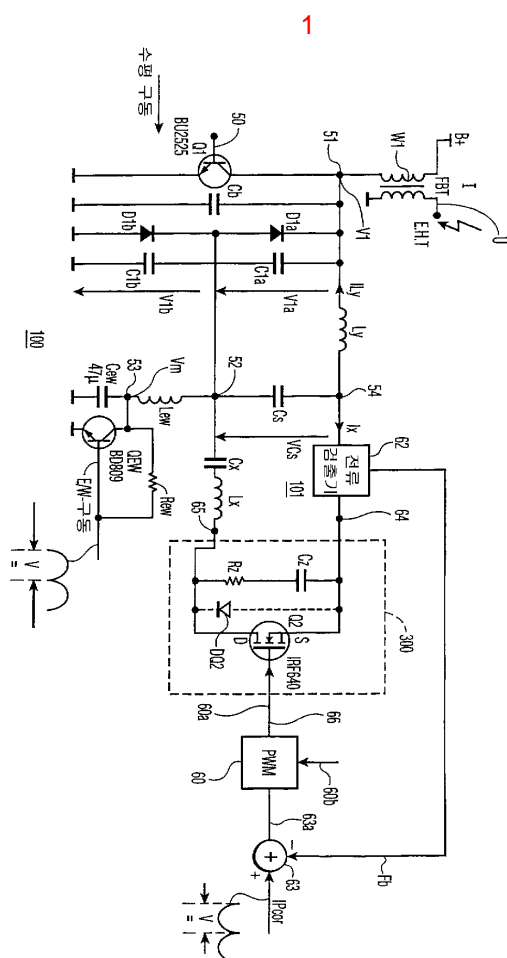 1
B+
W1
I
FBT
U
E.H.T
51
V1
50
Q1
BU2525
수평 구동
Cb
D1b
D1a
C1b
C1a
V1b
V1a
ILy
Ly
100
Cew
47μ
53
Vm
Lew
52
Cs
54
QEW
BD809
E/W-구동
Rew
VCs
Ix
62
전류
검출기
101
Cx
Lx
65
64
V
=
Rz
Cz
DQ2
Q2
D
S
IRF640
300
60a
66
PWM
60
60b
63a
−
+
+
63
Fb
IPcor
V
=